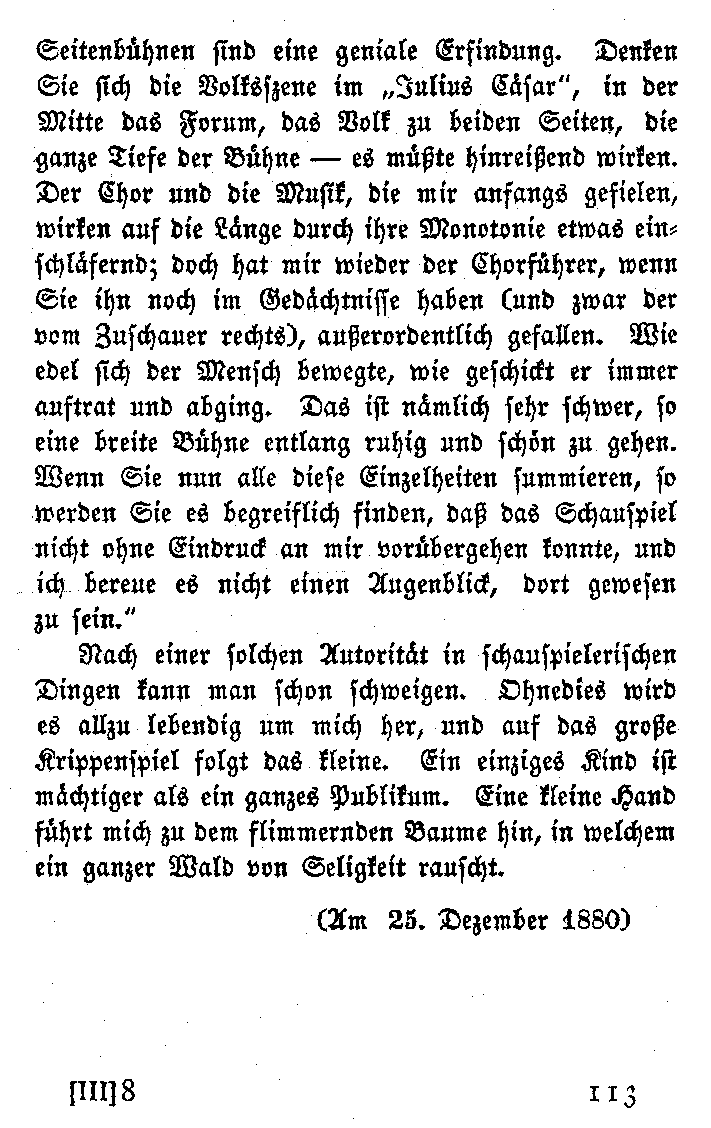 Seitenbühnen sind eine geniale Erfindung. Denken
Sie sich die Volksszene im „Julius Cäsar“, in der
Mitte das Forum, das Volk zu beiden Seiten, die
ganze Tiefe der Bühne — es müßte hinreißend wirken.
Der Chor und die Musik, die mir anfangs gefielen,
wirken auf die Länge durch ihre Monotonie etwas ein-
schläfernd; doch hat mir wieder der Chorführer, wenn
Sie ihn noch im Gedächtnisse haben (und zwar der
vom Zuschauer rechts), außerordentlich gefallen. Wie
edel sich der Mensch bewegte, wie geschickt er immer
auftrat und abging. Das ist nämlich sehr schwer, so
eine breite Bühne entlang ruhig und schön zu gehen.
Wenn Sie nun alle diese Einzelheiten summieren, so
werden Sie es begreiflich finden, daß das Schauspiel
nicht ohne Eindruck an mir vorübergehen konnte, und
ich bereue es nicht einen Augenblick, dort gewesen
zu sein.“
Nach einer solchen Autorität in schauspielerischen
Dingen kann man schon schweigen. Ohnedies wird
es allzu lebendig um mich her, und auf das große
Krippenspiel folgt das kleine. Ein einziges Kind ist
mächtiger als ein ganzes Publikum. Eine kleine Hand
führt mich zu dem flimmernden Baume hin, in welchem
ein ganzer Wald von Seligkeit rauscht.
(Am 25. Dezember 1880)
[III] 8 113